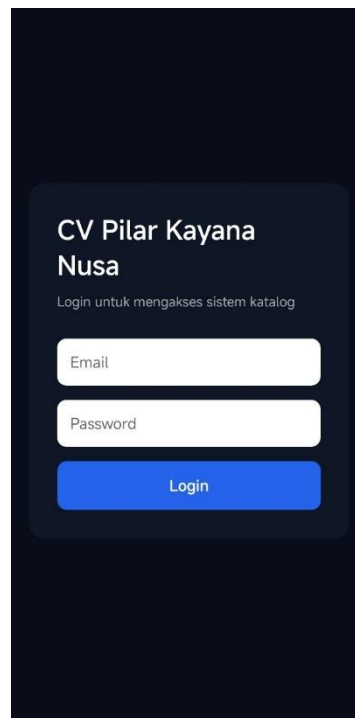 CV Pilar Kayana
Nusa
Login untuk mengakses sistem katalog
Email
Password
Login